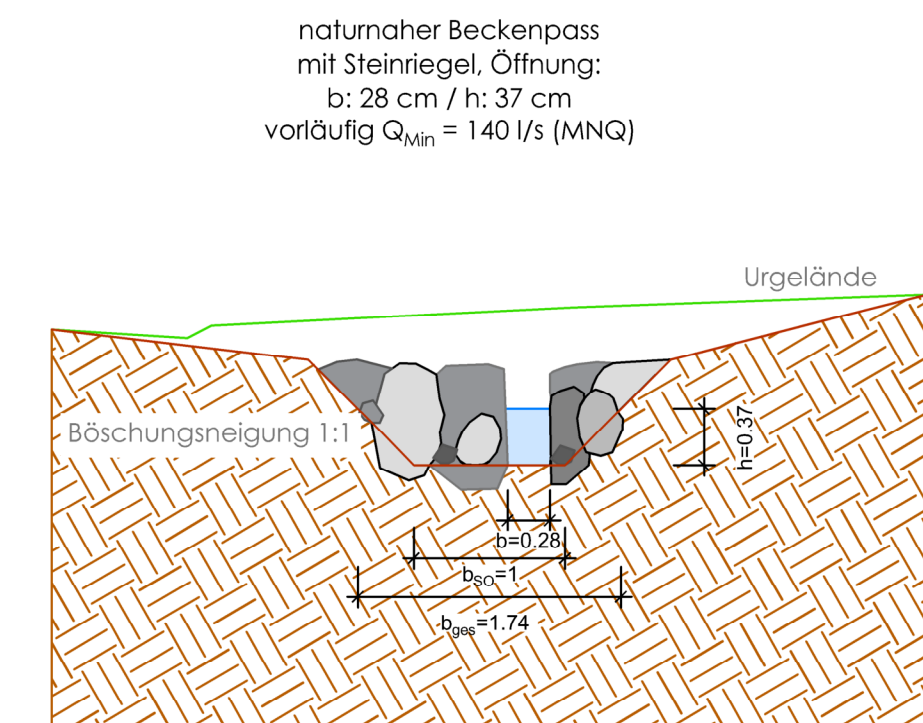 naturnaher Beckenpass
mit Steinriegel, Öffnung:
b: 28 cm / h: 37 cm
vorläufig QMin = 140 l/s (MNQ)
Urgelände
Böschungsneigung 1:1
h=0.37
b=0.28
bSO=1
bges=1.74